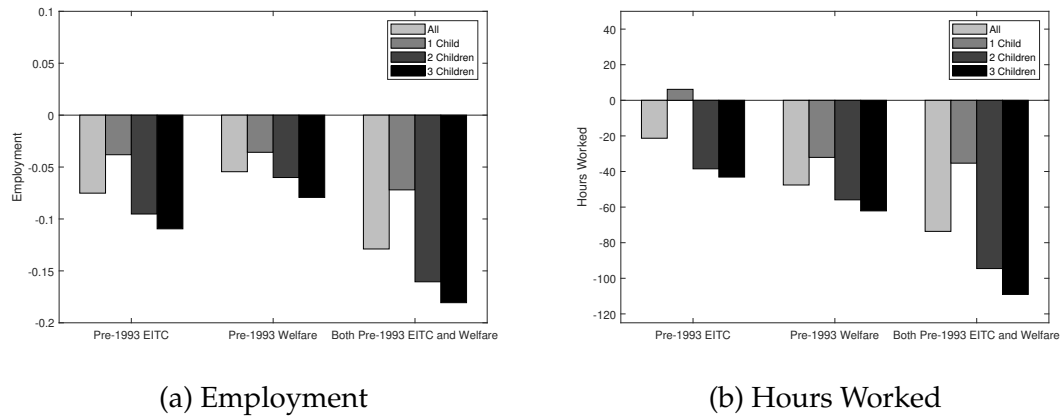 0.1
0.05
0
-0.05
-0.1
-0.15
-0.2
Employment
All
1 Child
2 Children
3 Children
Pre-1993 EITC
Pre-1993 Welfare
Both Pre-1993 EITC and Welfare
(a) Employment
40
20
0
-20
-40
-60
-80
-100
-120
Hours Worked
All
1 Child
2 Children
3 Children
Pre-1993 EITC
Pre-1993 Welfare
Both Pre-1993 EITC and Welfare
(b) Hours Worked